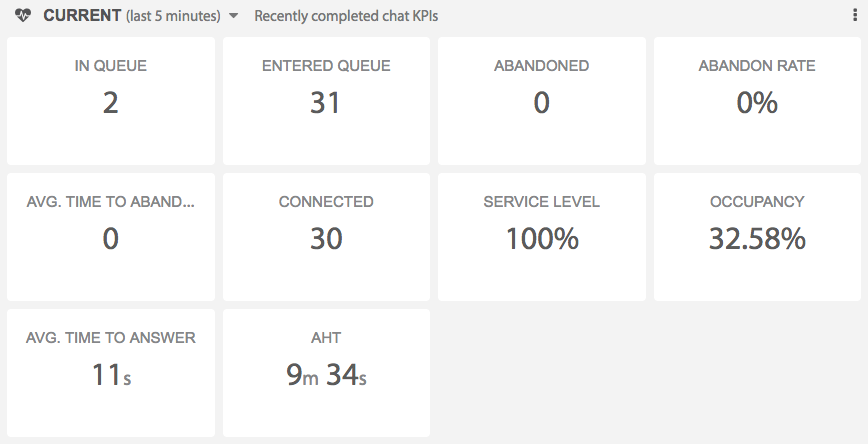 CURRENT (last 5 minutes) Recently completed chat KPIs
IN QUEUE
2
ENTERED QUEUE
31
ABANDONED
0
ABANDON RATE
0%
AVG. TIME TO ABAND...
0
CONNECTED
30
SERVICE LEVEL
100%
OCCUPANCY
32.58%
AVG. TIME TO ANSWER
11s
AHT
9m 34s